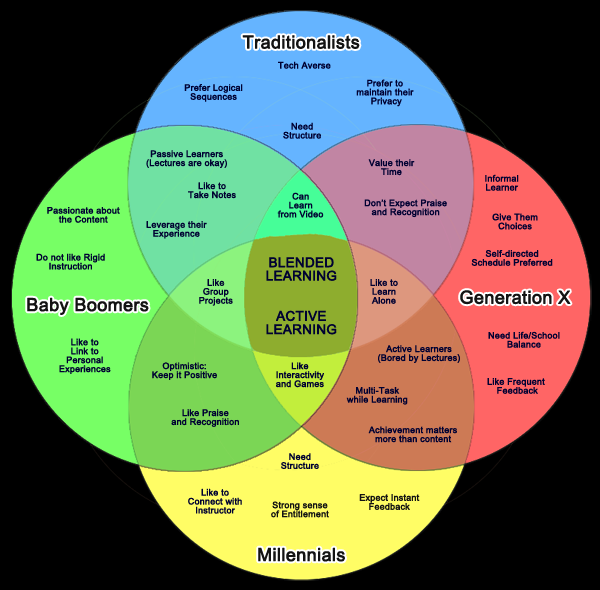 Traditionalists
Tech Averse
Prefer Logical
Sequences
Prefer to
maintain their
Privacy
Need
Structure
Passive Learners
(Lectures are okay)
Value their
Time
Like to
Take Notes
Informal
Learner
Can
Learn
from Video
Don't Expect Praise
and Recognition
Passionate about
the Content
Leverage their
Experience
Give Them
Choices
Do not like Rigid
Instruction
Self-directed
Schedule Preferred
BLENDED
LEARNING
Like
Group
Projects
Like to
Learn
Alone
Baby Boomers
Generation X
ACTIVE
LEARNING
Like to
Link to
Personal
Experiences
Need Life/School
Balance
Active Learners
(Bored by Lectures)
Optimistic:
Keep it Positive
Like
Interactivity
and Games
Like Frequent
Feedback
Multi-Task
while Learning
Like Praise
and Recognition
Achievement matters
more than content
Need
Structure
Like to
Connect with
Instructor
Strong sense
of Entitlement
Expect Instant
Feedback
Millennials